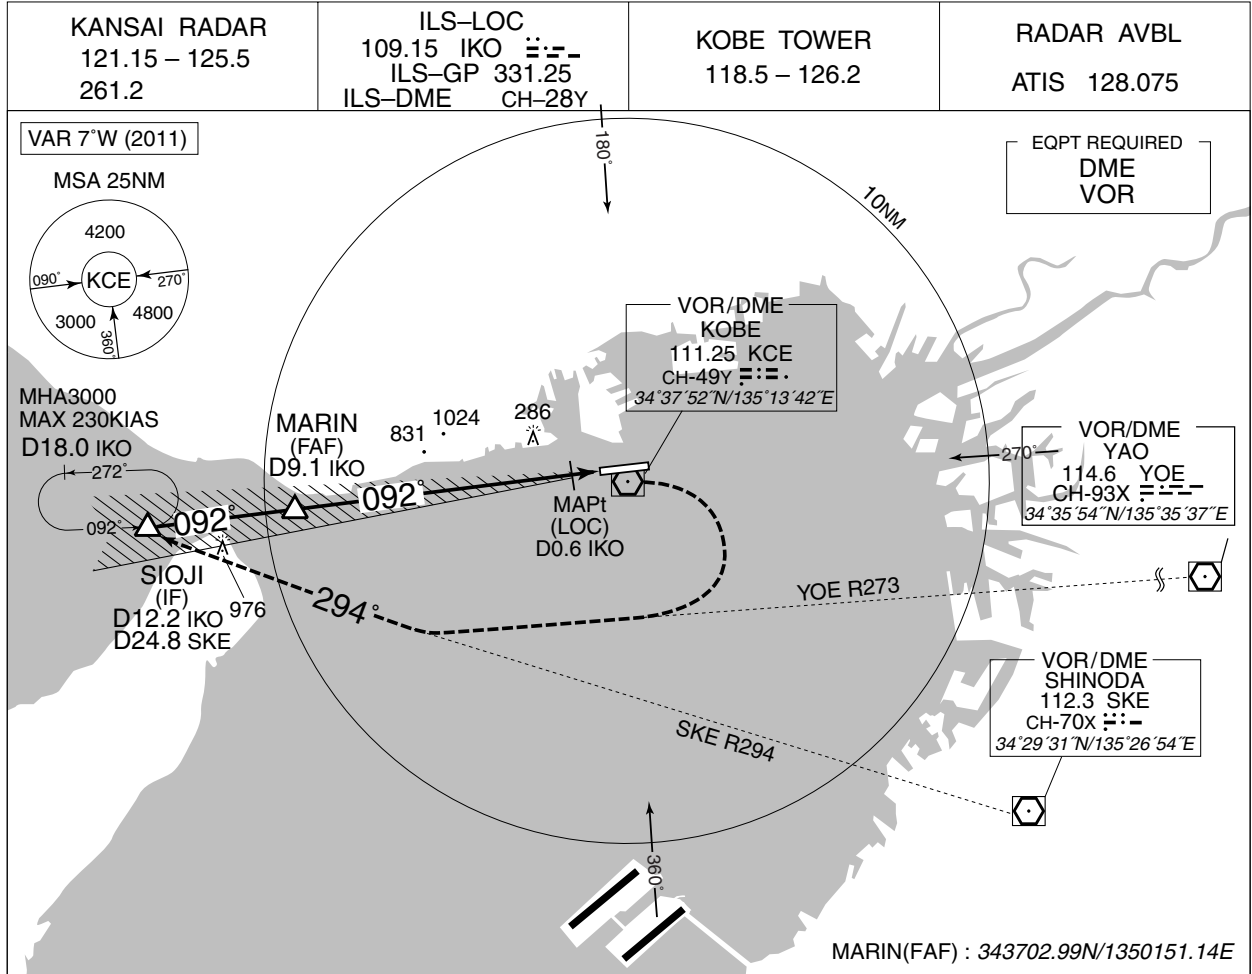 KANSAI RADAR
121.15 – 125.5
261.2
ILS–LOC
109.15 IKO
ILS–GP 331.25
ILS–DME CH–28Y
KOBE TOWER
118.5 – 126.2
RADAR AVBL
ATIS 128.075
VAR 7˚W (2011)
MSA 25NM
4200
090˚
KCE
270˚
3000
4800
360˚
180˚
10NM
EQPT REQUIRED
DME
VOR
VOR/DME
KOBE
111.25 KCE
CH-49Y
34˚37´52˝N/135˚13´42˝E
MHA3000
MAX 230KIAS
D18.0 IKO
272˚
092˚
MARIN
(FAF)
D9.1 IKO
831
1024
286
092˚
092˚
MAPt
(LOC)
D0.6 IKO
270˚
VOR/DME
YAO
114.6 YOE
CH-93X
34˚35´54˝N/135˚35´37˝E
SIOJI
(IF)
D12.2 IKO
D24.8 SKE
976
294˚
YOE R273
SKE R294
VOR/DME
SHINODA
112.3 SKE
CH-70X
34˚29´31˝N/135˚26´54˝E
360˚
MARIN(FAF) : 343702.99N/1350151.14E